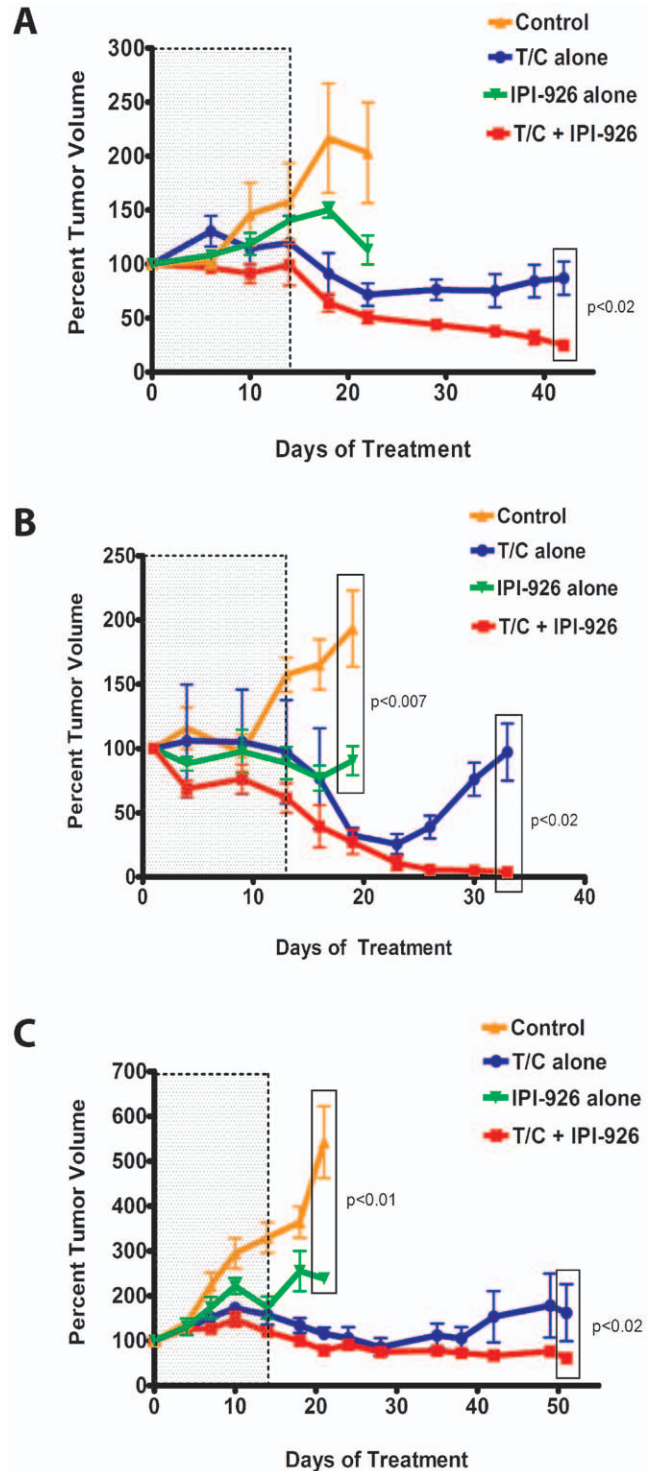 A
Control
T/C alone
IPI-926 alone
T/C + IPI-926
Percent Tumor Volume
300
250
200
150
100
50
0
p<0.02
0
10
20
30
40
Days of Treatment
B
Control
T/C alone
IPI-926 alone
T/C + IPI-926
Percent Tumor Volume
250
200
150
100
50
0
p<0.007
p<0.02
0
10
20
30
40
Days of Treatment
C
Control
T/C alone
IPI-926 alone
T/C + IPI-926
Percent Tumor Volume
700
600
500
400
300
200
100
0
p<0.01
p<0.02
0
10
20
30
40
50
Days of Treatment